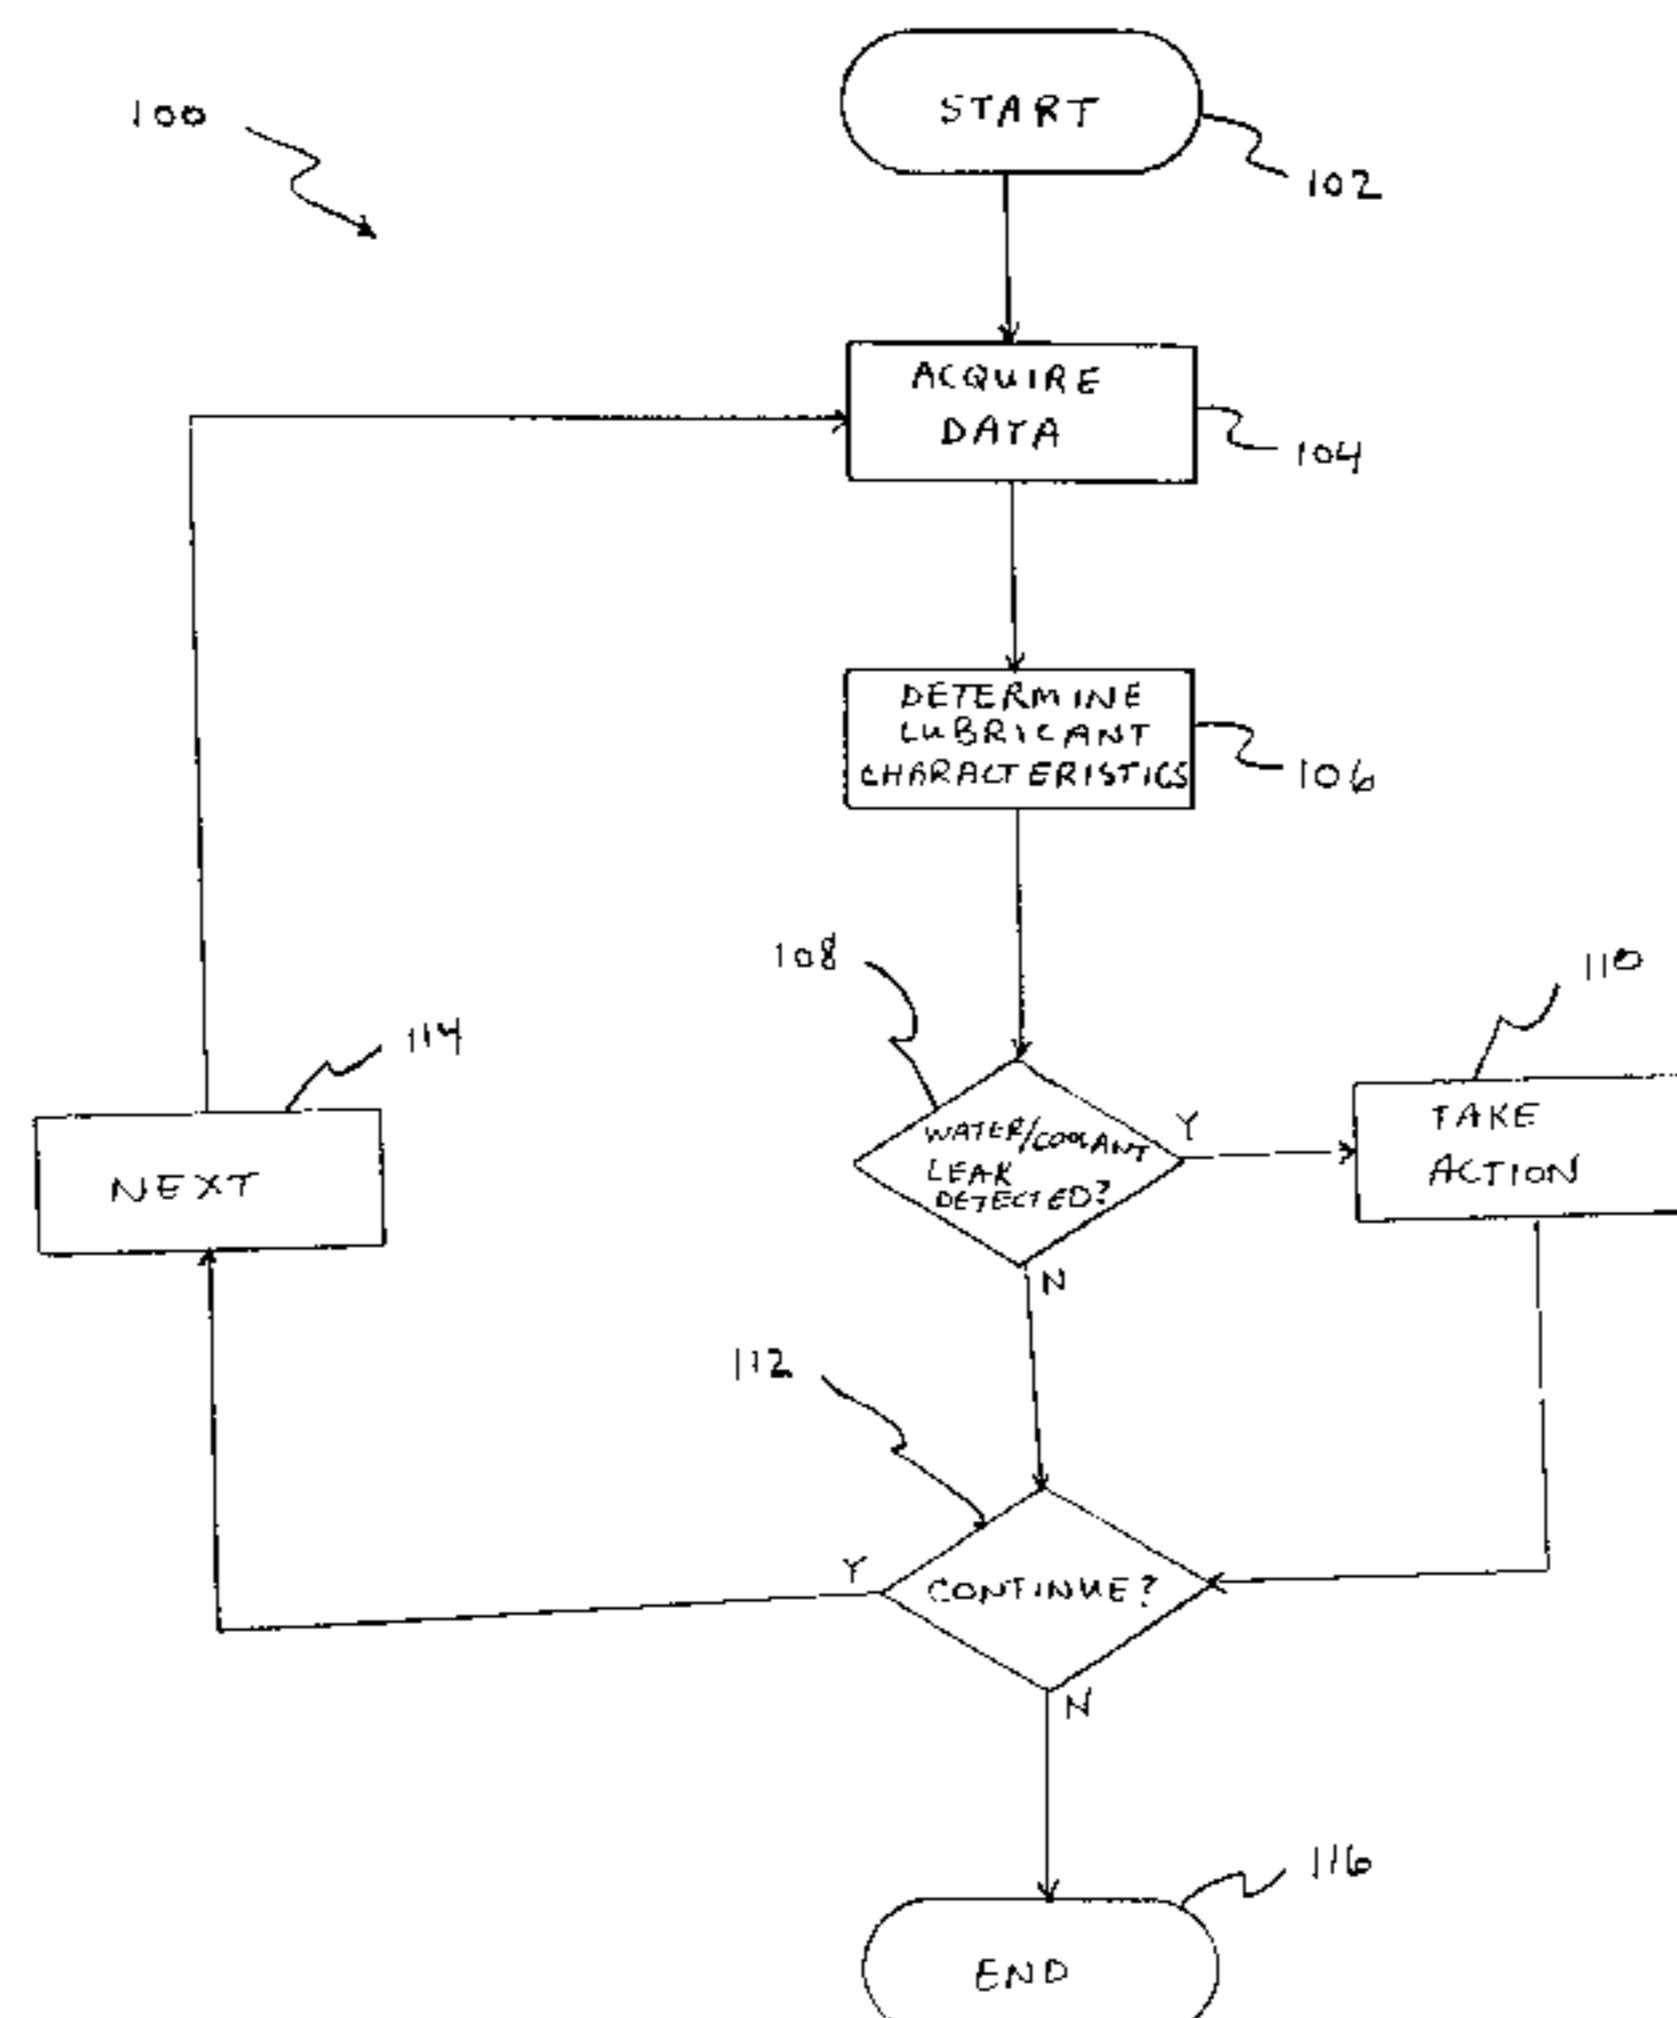 100
START
102
ACQUIRE
DATA
104
DETERMINE
LUBRICANT
CHARACTERISTICS
106
108
110
114
WATER/COOLANT
LEAK
DETECTED?
Y
TAKE
ACTION
NEXT
N
112
Y
CONTINUE?
N
116
END